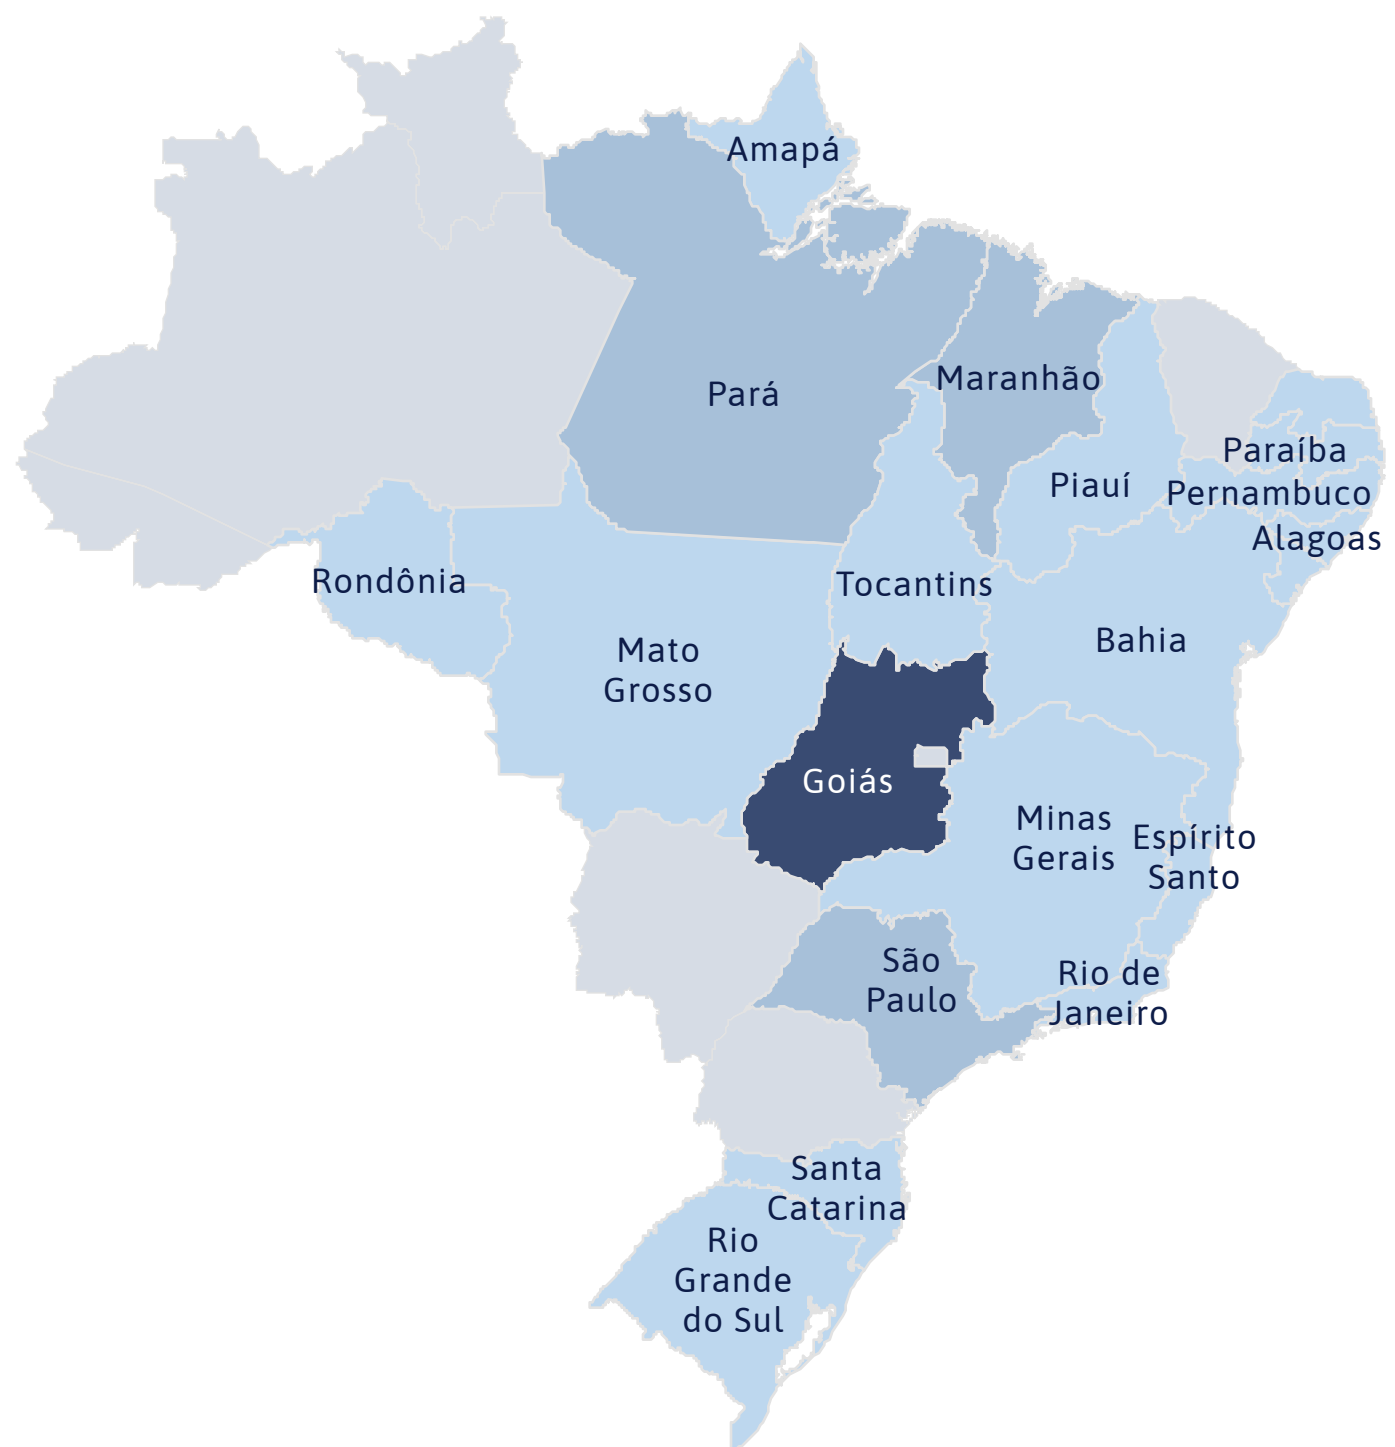 Amapá
Pará
Maranhão
Paraíba
Piauí
Pernambuco
Alagoas
Rondônia
Tocantins
Bahia
Mato
Grosso
Goiás
Minas
Gerais
Espírito
Santo
São
Paulo
Rio de
Janeiro
Santa
Catarina
Rio
Grande
do Sul